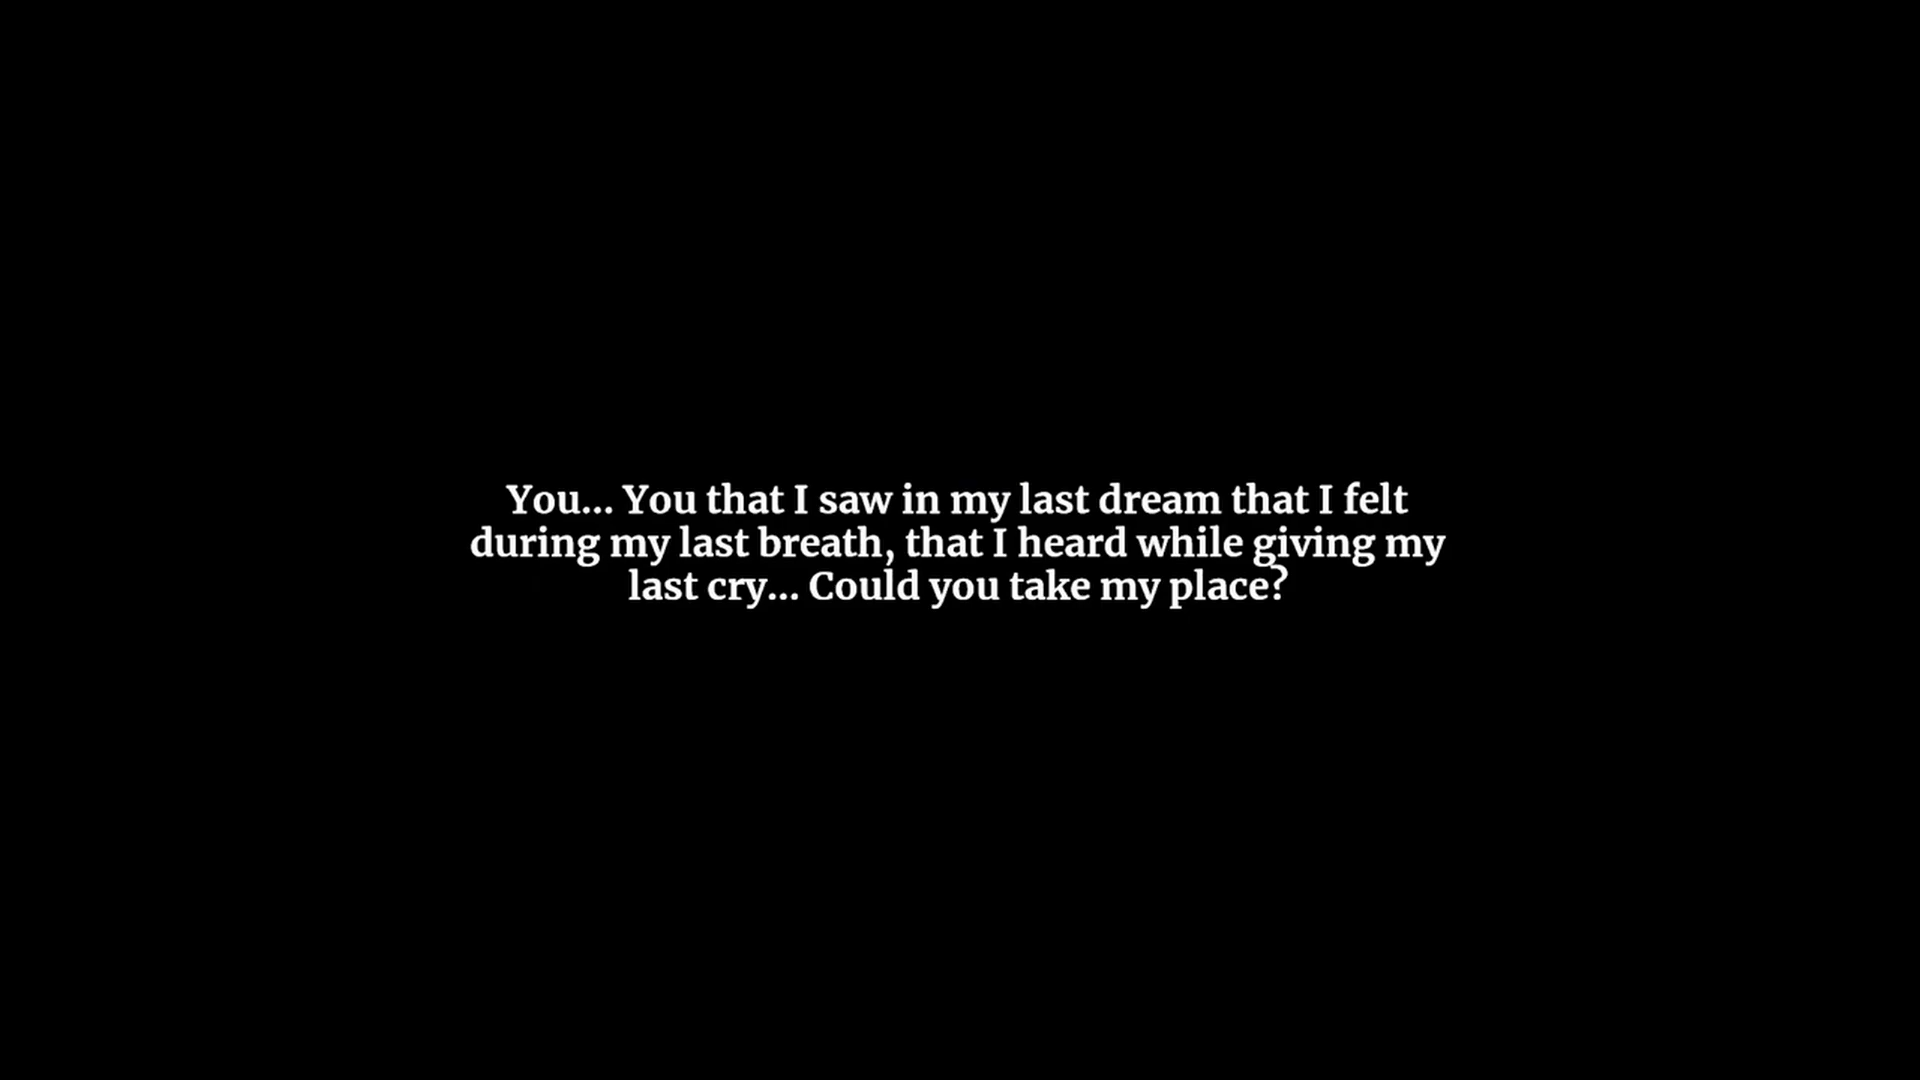 You... You that I saw in my last dream that I felt
during my last breath, that I heard while giving my
last cry... Could you take my place?